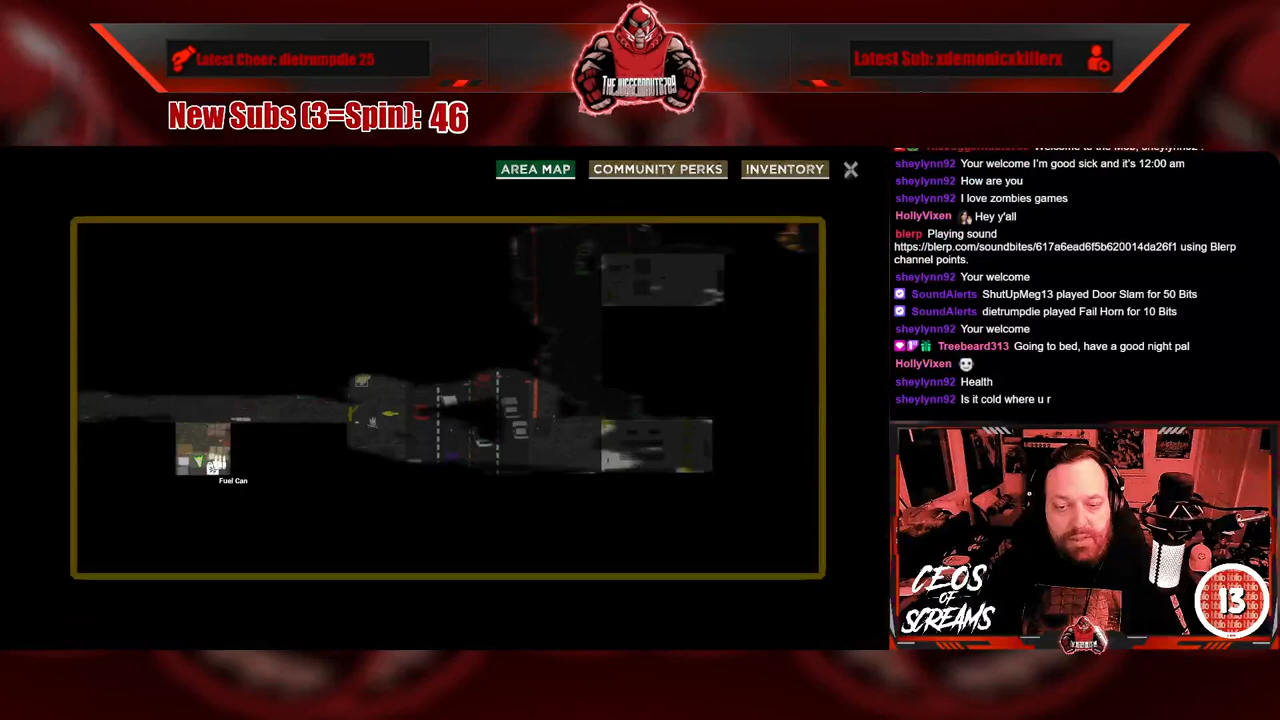 Latest Cheer: dietrumpdie 25
THEJUGGERNAUT6789
Latest Sub: xdemonicxkillerx
New Subs (3=Spin): 46
AREA MAP
COMMUNITY PERKS
INVENTORY
Fuel Can
sheylynn92 Your welcome I'm good sick and it's 12:00 am
sheylynn92 How are you
sheylynn92 I love zombies games
HollyVixen Hey y'all
blerp Playing sound
https://blerp.com/soundbites/617a6ead6f5b620014da26f1 using Blerp
channel points.
sheylynn92 Your welcome
SoundAlerts ShutUpMeg13 played Door Slam for 50 Bits
SoundAlerts dietrumpdie played Fail Horn for 10 Bits
sheylynn92 Your welcome
Treebeard313 Going to bed, have a good night pal
HollyVixen
sheylynn92 Health
sheylynn92 Is it cold where u r
CEOS
OF
SCREAMS
13